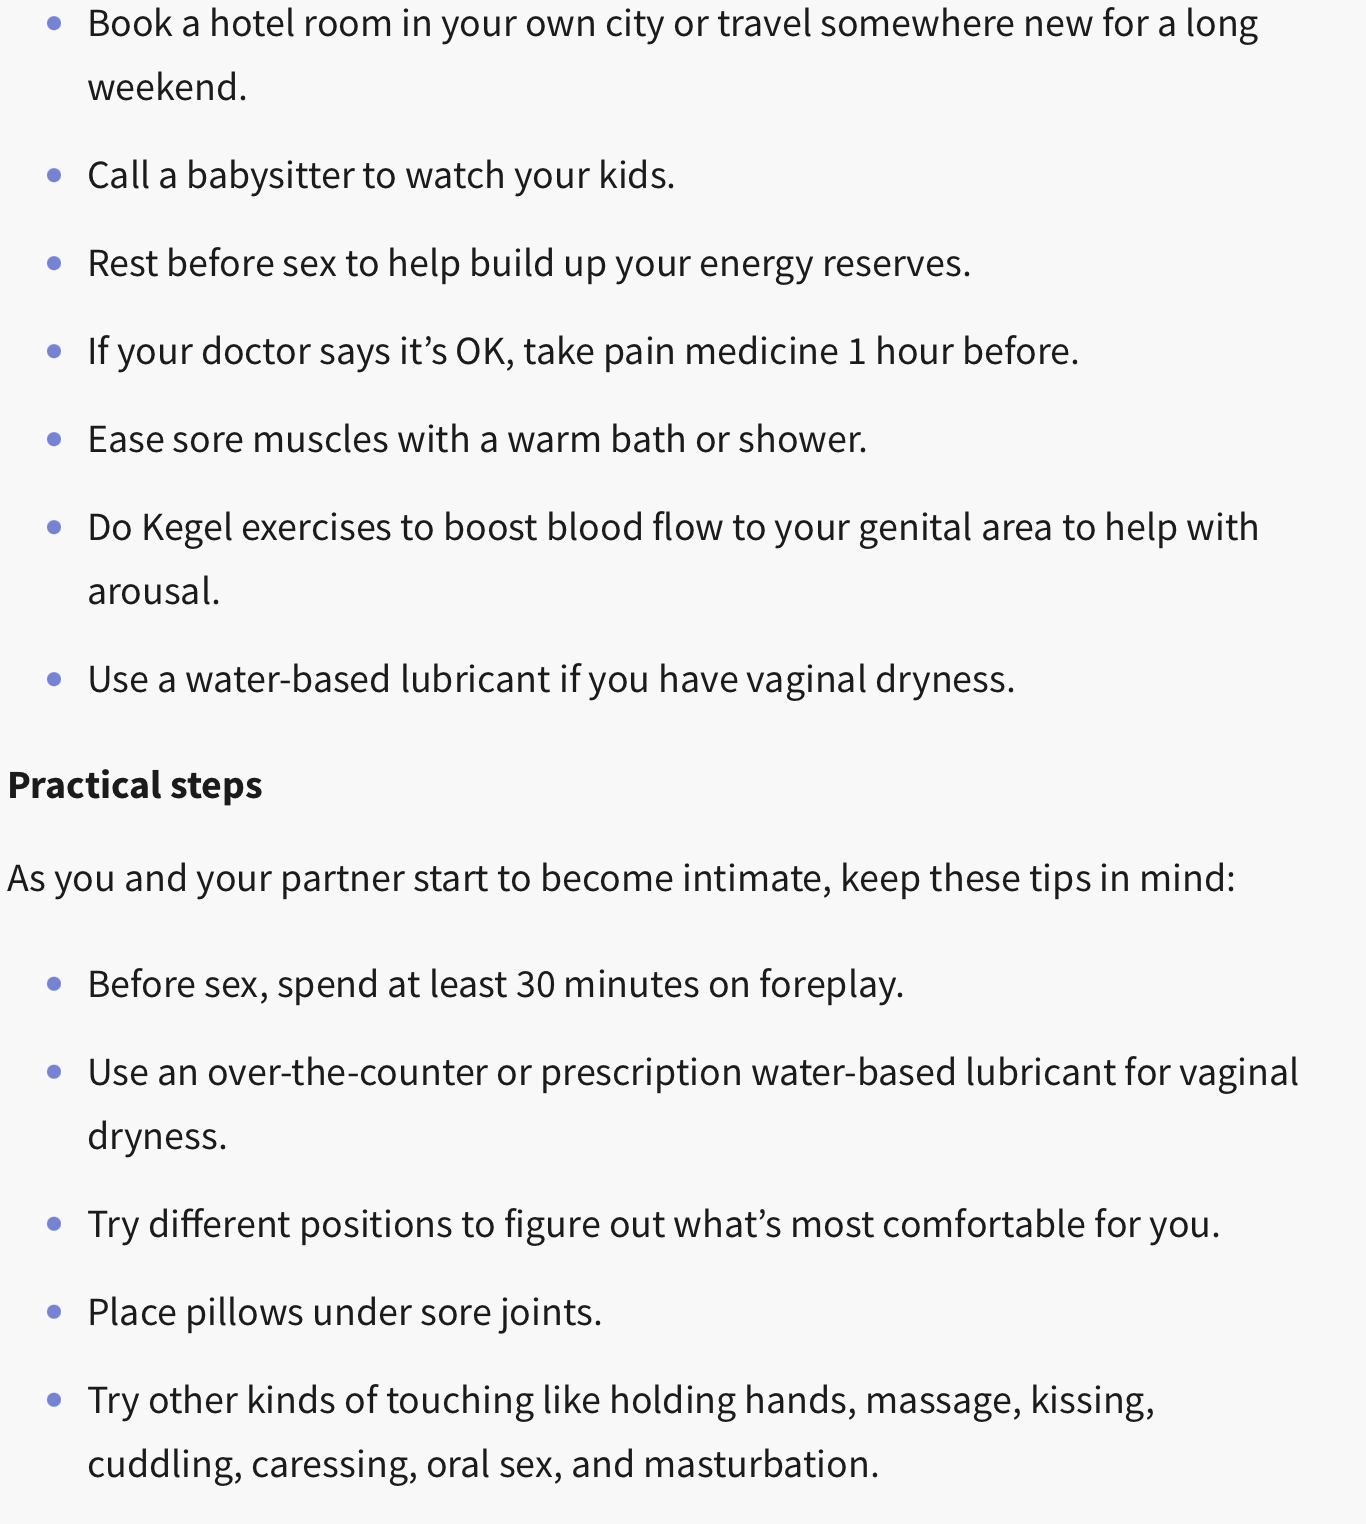 Book a hotel room in your own city or travel somewhere new for a long
weekend.
Call a babysitter to watch your kids.
Rest before sex to help build up your energy reserves.
If your doctor says it’s OK, take pain medicine 1 hour before.
Ease sore muscles with a warm bath or shower.
Do Kegel exercises to boost blood flow to your genital area to help with
arousal.
Use a water-based lubricant if you have vaginal dryness.
Practical steps
As you and your partner start to become intimate, keep these tips in mind:
Before sex, spend at least 30 minutes on foreplay.
Use an over-the-counter or prescription water-based lubricant for vaginal
dryness.
Try different positions to figure out what’s most comfortable for you.
Place pillows under sore joints.
Try other kinds of touching like holding hands, massage, kissing,
cuddling, caressing, oral sex, and masturbation.